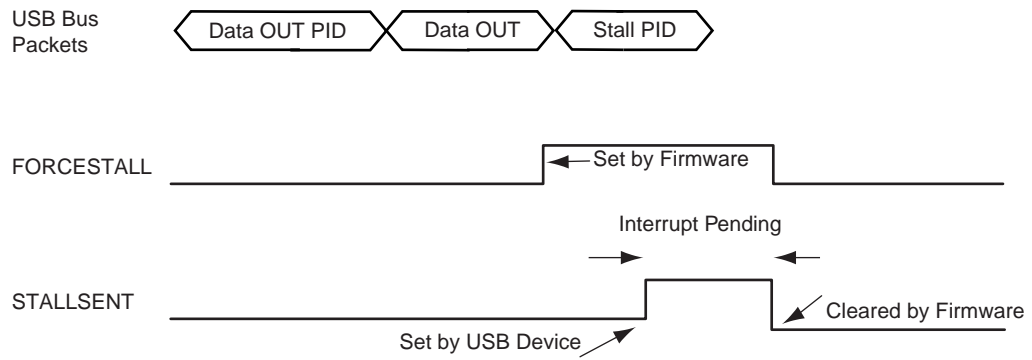 USB Bus
Packets
Data OUT PID
Data OUT
Stall PID
FORCESTALL
Set by Firmware
Interrupt Pending
STALLSENT
Cleared by Firmware
Set by USB Device